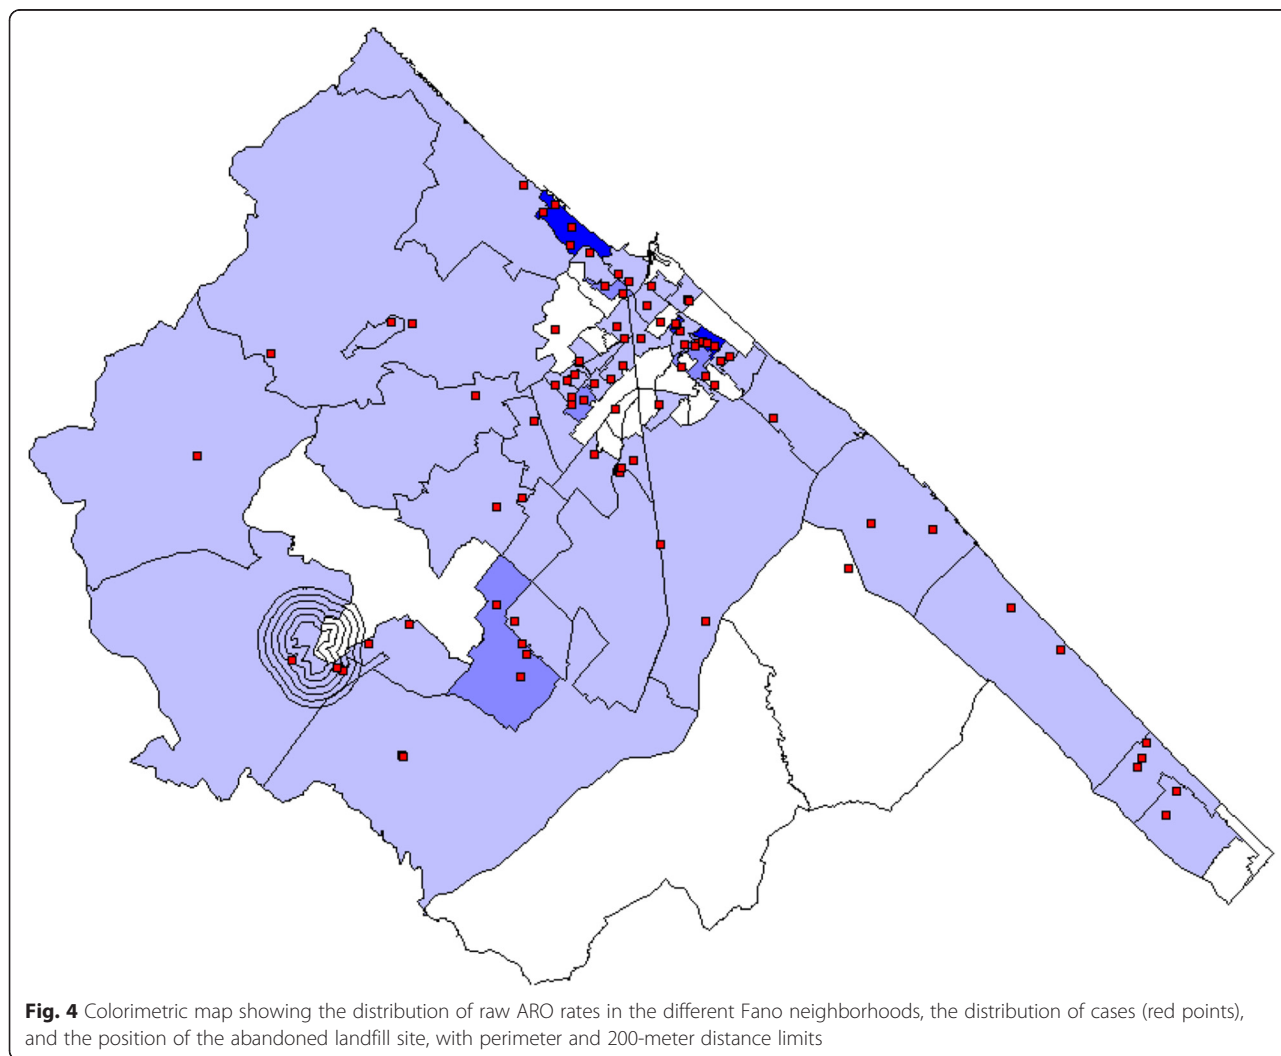 Fig. 4 Colorimetric map showing the distribution of raw ARO rates in the different Fano neighborhoods, the distribution of cases (red points),
and the position of the abandoned landfill site, with perimeter and 200-meter distance limits